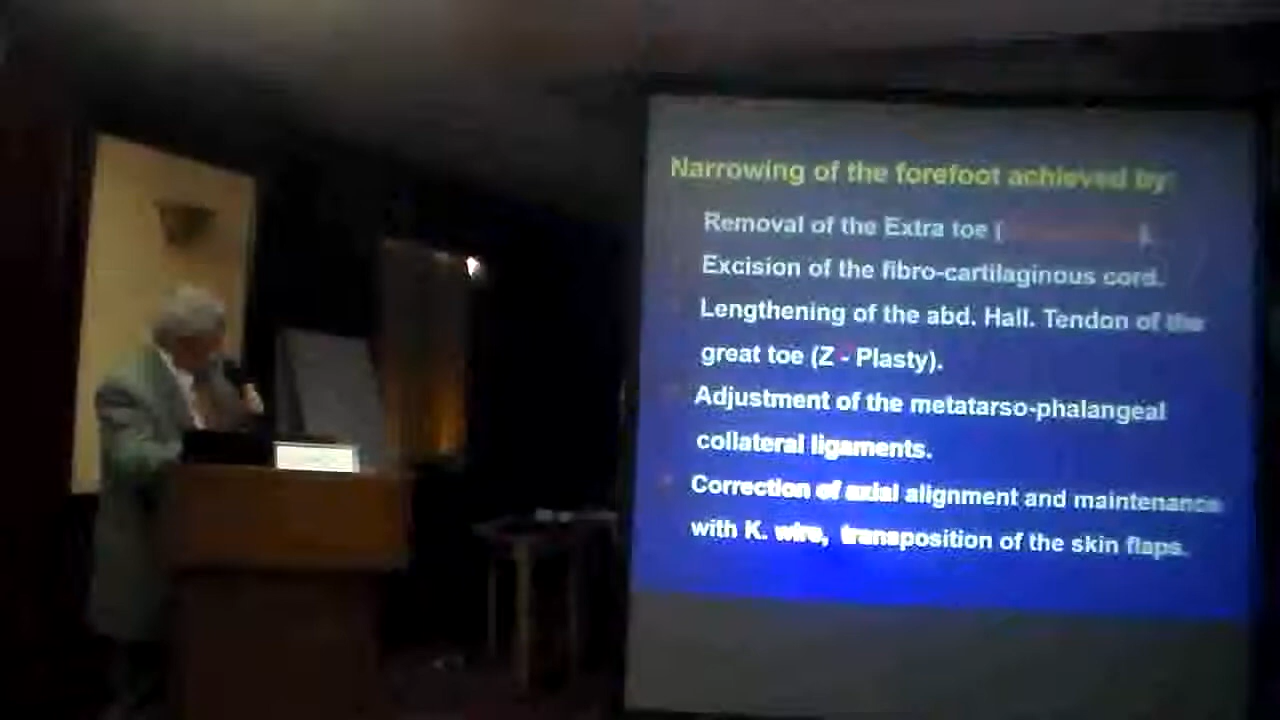 Narrowing of the forefoot achieved by:
Removal of the Extra toe ( ).
Excision of the fibro-cartilaginous cord.
Lengthening of the abd. Hall. Tendon of the
great toe (Z - Plasty).
Adjustment of the metatarso-phalangeal
collateral ligaments.
Correction of axial alignment and maintenance
with K. wire, transposition of the skin flaps.